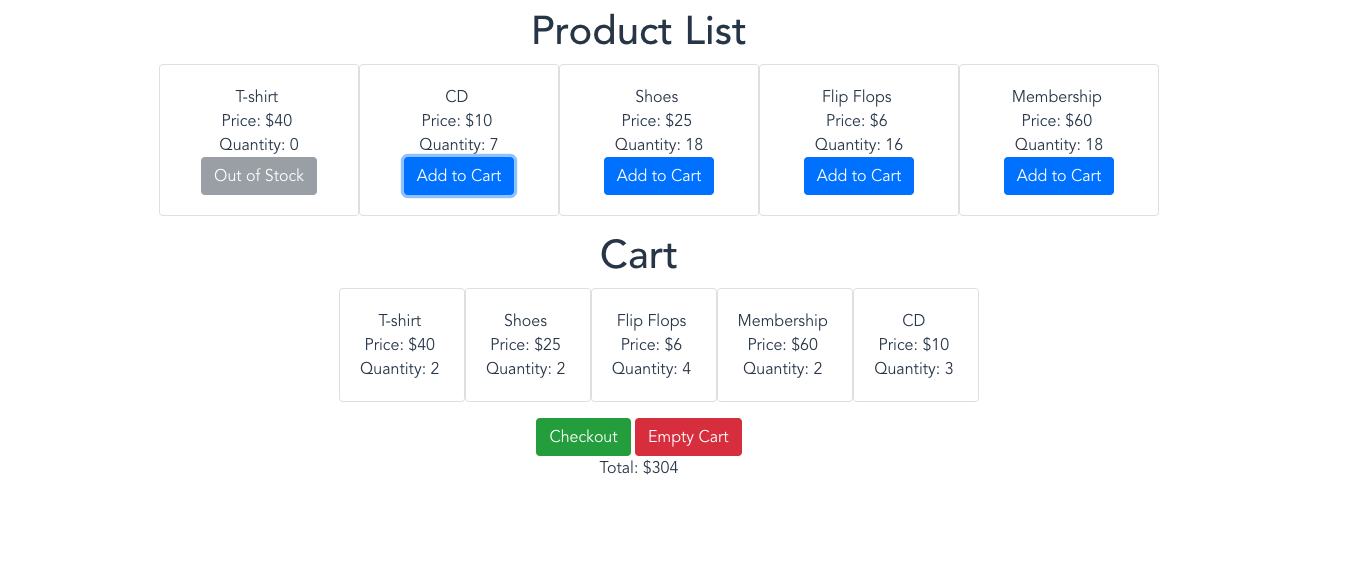 Product List
T-shirt
Price: $40
Quantity: 0
Out of Stock
CD
Price: $10
Quantity: 7
Add to Cart
Shoes
Price: $25
Quantity: 18
Add to Cart
Flip Flops
Price: $6
Quantity: 16
Add to Cart
Membership
Price: $60
Quantity: 18
Add to Cart
Cart
T-shirt
Price: $40
Quantity: 2
Shoes
Price: $25
Quantity: 2
Flip Flops
Price: $6
Quantity: 4
Membership
Price: $60
Quantity: 2
CD
Price: $10
Quantity: 3
Checkout
Empty Cart
Total: $304